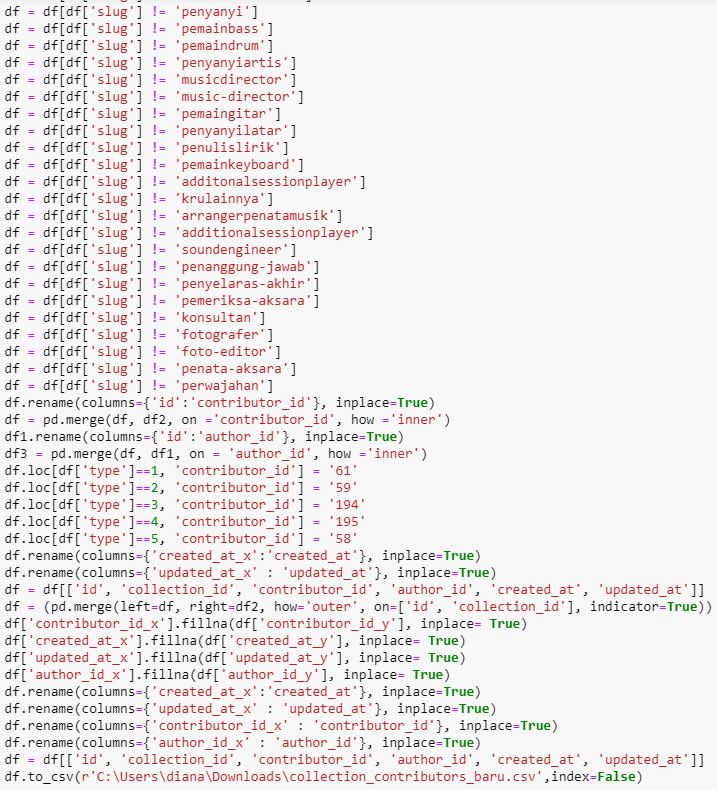 df = df[df['slug'] != 'penyanyi']
df = df[df['slug'] != 'pemainbass']
df = df[df['slug'] != 'pemaindrum']
df = df[df['slug'] != 'penyanyiartis']
df = df[df['slug'] != 'musicdirector']
df = df[df['slug'] != 'music-director']
df = df[df['slug'] != 'pemaingitar']
df = df[df['slug'] != 'penyanyilatar']
df = df[df['slug'] != 'penulislirik']
df = df[df['slug'] != 'pemainkeyboard']
df = df[df['slug'] != 'additonalsessionplayer']
df = df[df['slug'] != 'krulainnya']
df = df[df['slug'] != 'arrangerpenatamusik']
df = df[df['slug'] != 'additionalsessionplayer']
df = df[df['slug'] != 'soundengineer']
df = df[df['slug'] != 'penanggung-jawab']
df = df[df['slug'] != 'penyelaras-akhir']
df = df[df['slug'] != 'pemeriksa-aksara']
df = df[df['slug'] != 'konsultan']
df = df[df['slug'] != 'fotografer']
df = df[df['slug'] != 'foto-editor']
df = df[df['slug'] != 'penata-aksara']
df = df[df['slug'] != 'perwajahan']
df.rename(columns={'id':'contributor_id'}, inplace=True)
df = pd.merge(df, df2, on ='contributor_id', how ='inner')
df1.rename(columns={'id':'author_id'}, inplace=True)
df3 = pd.merge(df, df1, on = 'author_id', how ='inner')
df.loc[df['type']==1, 'contributor_id'] = '61'
df.loc[df['type']==2, 'contributor_id'] = '59'
df.loc[df['type']==3, 'contributor_id'] = '194'
df.loc[df['type']==4, 'contributor_id'] = '195'
df.loc[df['type']==5, 'contributor_id'] = '58'
df.rename(columns={'created_at_x':'created_at'}, inplace=True)
df.rename(columns={'updated_at_x' : 'updated_at'}, inplace=True)
df = df[['id', 'collection_id', 'contributor_id', 'author_id', 'created_at', 'updated_at']]
df = (pd.merge(left=df, right=df2, how='outer', on=['id', 'collection_id'], indicator=True))
df['contributor_id_x'].fillna(df['contributor_id_y'], inplace= True)
df['created_at_x'].fillna(df['created_at_y'], inplace= True)
df['updated_at_x'].fillna(df['updated_at_y'], inplace= True)
df['author_id_x'].fillna(df['author_id_y'], inplace= True)
df.rename(columns={'created_at_x':'created_at'}, inplace=True)
df.rename(columns={'updated_at_x' : 'updated_at'}, inplace=True)
df.rename(columns={'contributor_id_x' : 'contributor_id'}, inplace=True)
df.rename(columns={'author_id_x' : 'author_id'}, inplace=True)
df = df[['id', 'collection_id', 'contributor_id', 'author_id', 'created_at', 'updated_at']]
df.to_csv(r'C:\Users\diana\Downloads\collection_contributors_baru.csv',index=False)